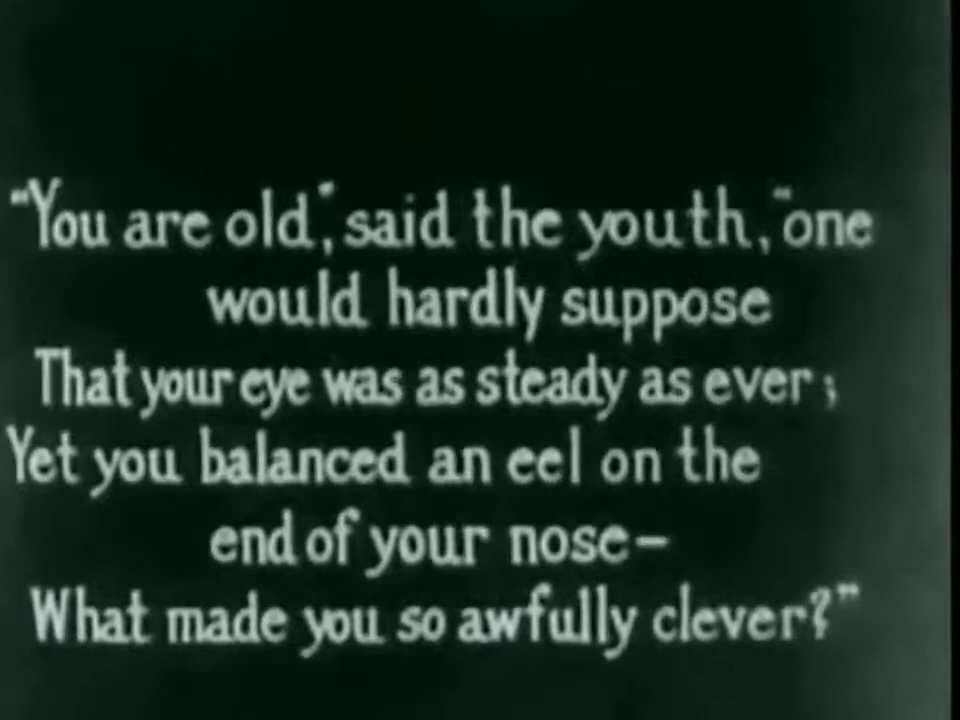 "You are old," said the youth, "one
would hardly suppose
That your eye was as steady as ever;
Yet you balanced an eel on the
end of your nose—
What made you so awfully clever?"